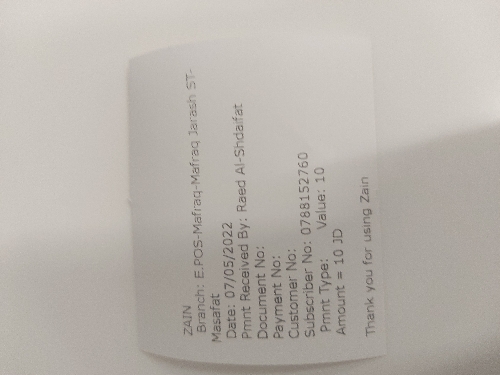 ZAIN
Branch: E.POS-Mafraq-Mafraq Jarash ST-
Masafat
Date: 07/05/2022
Pmnt Received By: Raed Al-Shdaifat
Document No:
Payment No:
Customer No:
Subscriber No: 0788152760
Pmnt Type: Value: 10
Amount = 10 JD
Thank you for using Zain